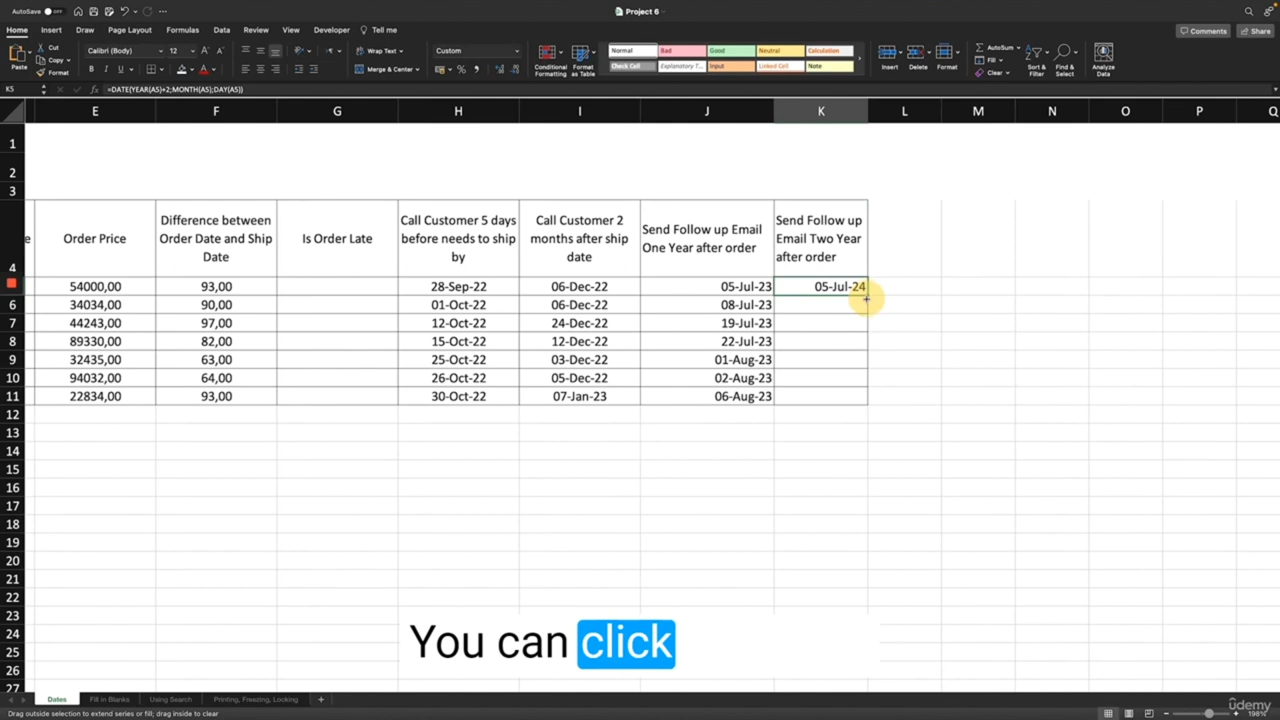 AutoSave OFF
Project 6
Home Insert Draw Page Layout Formulas Data Review View Developer Tell me
Comments Share
Paste
Cut
Copy
Format
Calibri (Body) 12
Wrap Text
Merge & Center
Custom
Conditional Formatting
Format as Table
Normal Bad Good Neutral Calculation
Check Cell Explanatory T... Input Linked Cell Note
Insert Delete Format
AutoSum
Fill
Clear
Sort & Filter
Find & Select
Analyze Data
K5 fx =DATE(YEAR(A5)+2;MONTH(A5);DAY(A5))
E F G H I J K L M N O P Q
1
2
3
4 e Order Price Difference between Order Date and Ship Date Is Order Late Call Customer 5 days before needs to ship by Call Customer 2 months after ship date Send Follow up Email One Year after order Send Follow up Email Two Year after order
54000,00 93,00 28-Sep-22 06-Dec-22 05-Jul-23 05-Jul-24
6 34034,00 90,00 01-Oct-22 06-Dec-22 08-Jul-23
7 44243,00 97,00 12-Oct-22 24-Dec-22 19-Jul-23
8 89330,00 82,00 15-Oct-22 12-Dec-22 22-Jul-23
9 32435,00 63,00 25-Oct-22 03-Dec-22 01-Aug-23
10 94032,00 64,00 26-Oct-22 05-Dec-22 02-Aug-23
11 22834,00 93,00 30-Oct-22 07-Jan-23 06-Aug-23
12
13
14
15
16
17
18
19
20
21
22
23
24
25
26
27
You can click
Dates Fill in Blanks Using Search Printing, Freezing, Locking +
Drag outside selection to extend series or fill; drag inside to clear
198%
udemy